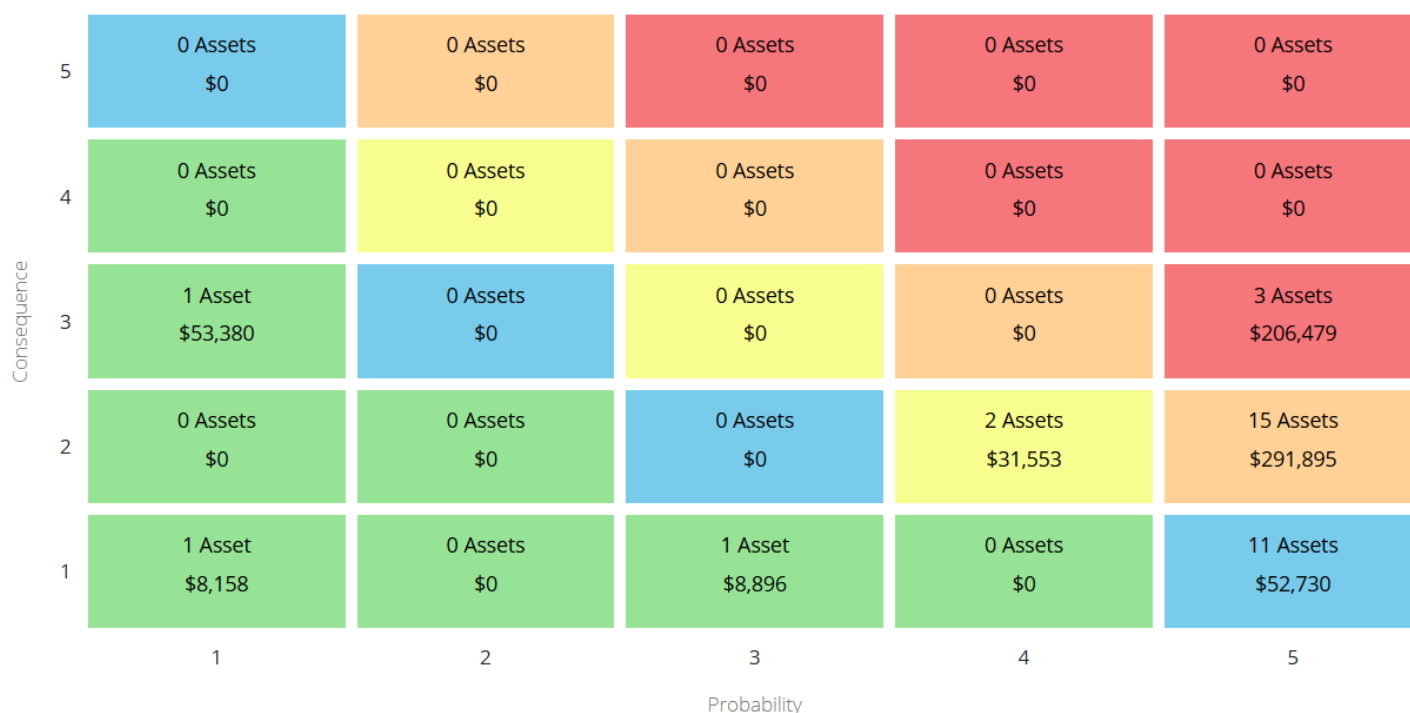 5
0 Assets
$0
0 Assets
$0
0 Assets
$0
0 Assets
$0
0 Assets
$0
4
0 Assets
$0
0 Assets
$0
0 Assets
$0
0 Assets
$0
0 Assets
$0
Consequence
3
1 Asset
$53,380
0 Assets
$0
0 Assets
$0
0 Assets
$0
3 Assets
$206,479
2
0 Assets
$0
0 Assets
$0
0 Assets
$0
2 Assets
$31,553
15 Assets
$291,895
1
1 Asset
$8,158
0 Assets
$0
1 Asset
$8,896
0 Assets
$0
11 Assets
$52,730
1
2
3
4
5
Probability